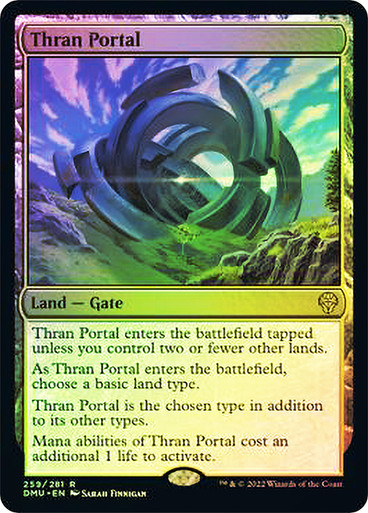 Thran Portal
Land — Gate
Thran Portal enters the battlefield tapped
unless you control two or fewer other lands.
As Thran Portal enters the battlefield,
choose a basic land type.
Thran Portal is the chosen type in addition
to its other types.
Mana abilities of Thran Portal cost an
additional 1 life to activate.
259/281 R
DMU • EN Sarah Finnigan
™ & © 2022 Wizards of the Coast